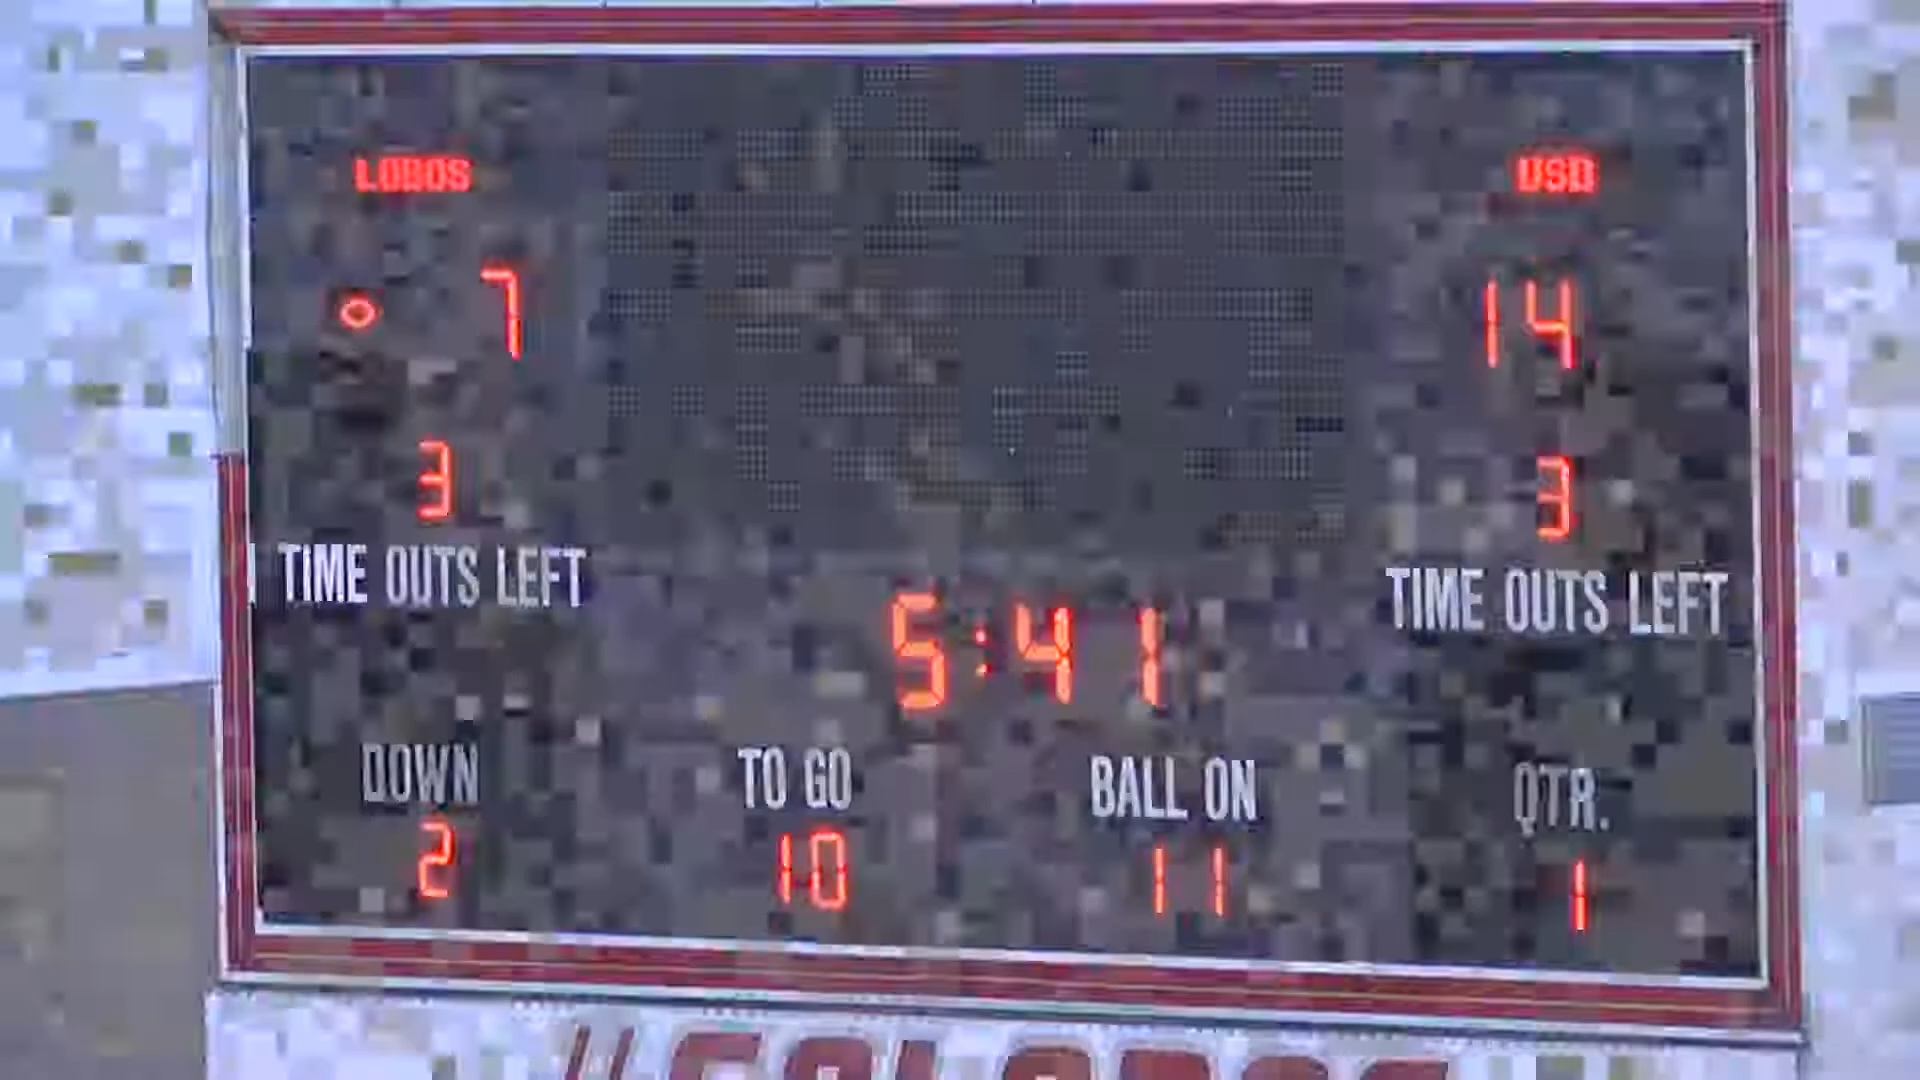 LOBOS
USD
7
14
3
3
TIME OUTS LEFT
TIME OUTS LEFT
5:41
DOWN
TO GO
BALL ON
QTR.
2
10
11
1
#GOLOBOS